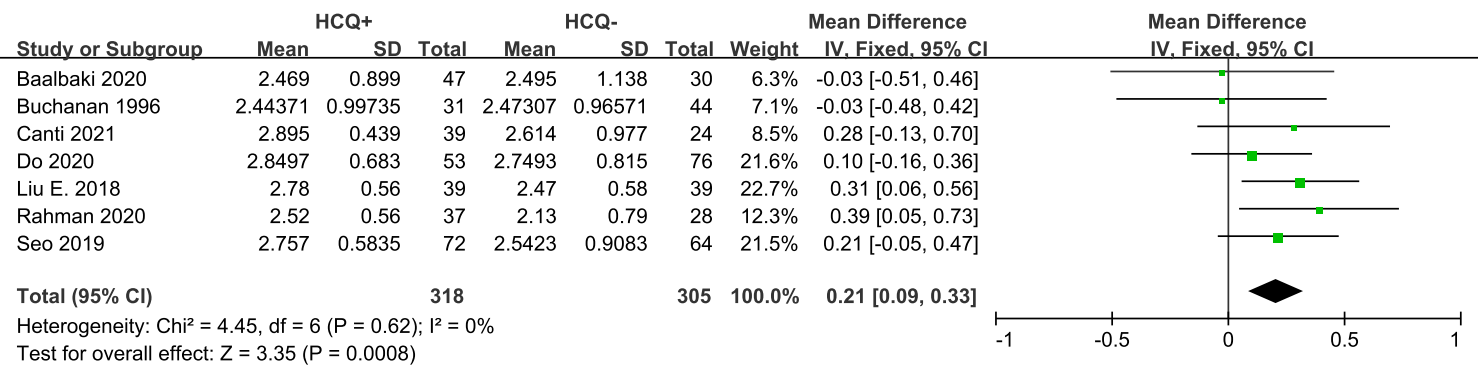 HCQ+ HCQ- Mean Difference Mean Difference
Study or Subgroup Mean SD Total Mean SD Total Weight IV, Fixed, 95% CI IV, Fixed, 95% CI
Baalbaki 2020 2.469 0.899 47 2.495 1.138 30 6.3% -0.03 [-0.51, 0.46]
Buchanan 1996 2.44371 0.99735 31 2.47307 0.96571 44 7.1% -0.03 [-0.48, 0.42]
Canti 2021 2.895 0.439 39 2.614 0.977 24 8.5% 0.28 [-0.13, 0.70]
Do 2020 2.8497 0.683 53 2.7493 0.815 76 21.6% 0.10 [-0.16, 0.36]
Liu E. 2018 2.78 0.56 39 2.47 0.58 39 22.7% 0.31 [0.06, 0.56]
Rahman 2020 2.52 0.56 37 2.13 0.79 28 12.3% 0.39 [0.05, 0.73]
Seo 2019 2.757 0.5835 72 2.5423 0.9083 64 21.5% 0.21 [-0.05, 0.47]
Total (95% CI) 318 305 100.0% 0.21 [0.09, 0.33]
Heterogeneity: Chi² = 4.45, df = 6 (P = 0.62); I² = 0%
Test for overall effect: Z = 3.35 (P = 0.0008)
-1 -0.5 0 0.5 1